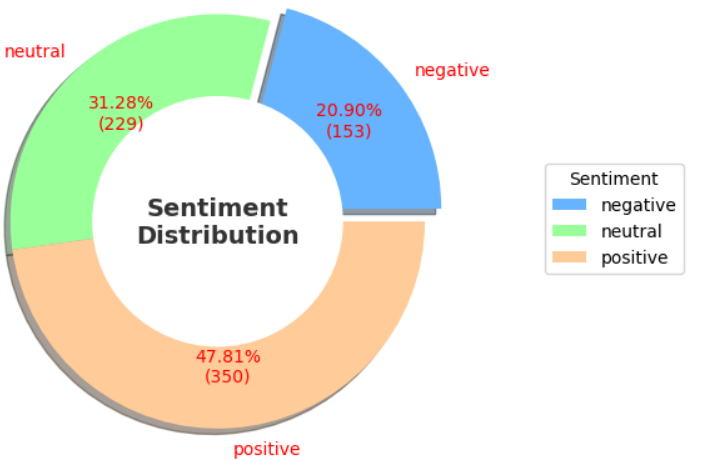 neutral
negative
31.28%
(229)
20.90%
(153)
Sentiment
Distribution
47.81%
(350)
positive
Sentiment
negative
neutral
positive